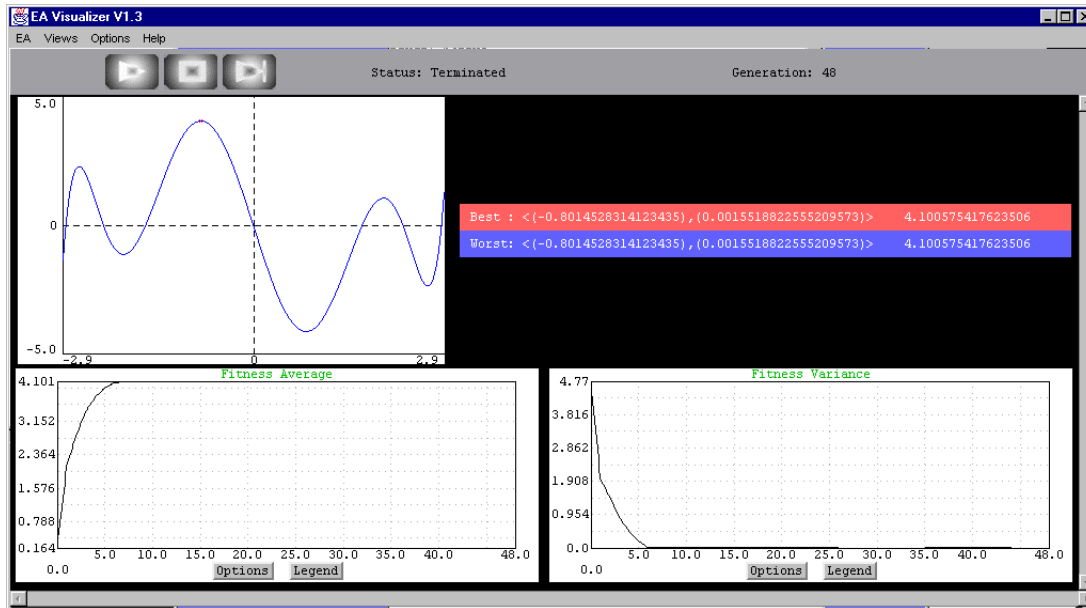 EA Visualizer V1.3
EA Views Options Help
Status: Terminated Generation: 48
5.0
0
-5.0
-2.9 0 2.9
Best : <(-0.8014528314123435),(0.0015518822555209573)> 4.100575417623506
Worst: <(-0.8014528314123435),(0.0015518822555209573)> 4.100575417623506
Fitness Average
4.101
3.152
2.364
1.576
0.788
0.164
5.0 10.0 15.0 20.0 25.0 30.0 35.0 40.0 48.0
0.0
Options Legend
Fitness Variance
4.77
3.816
2.862
1.908
0.954
0.0
5.0 10.0 15.0 20.0 25.0 30.0 35.0 40.0 48.0
0.0
Options Legend